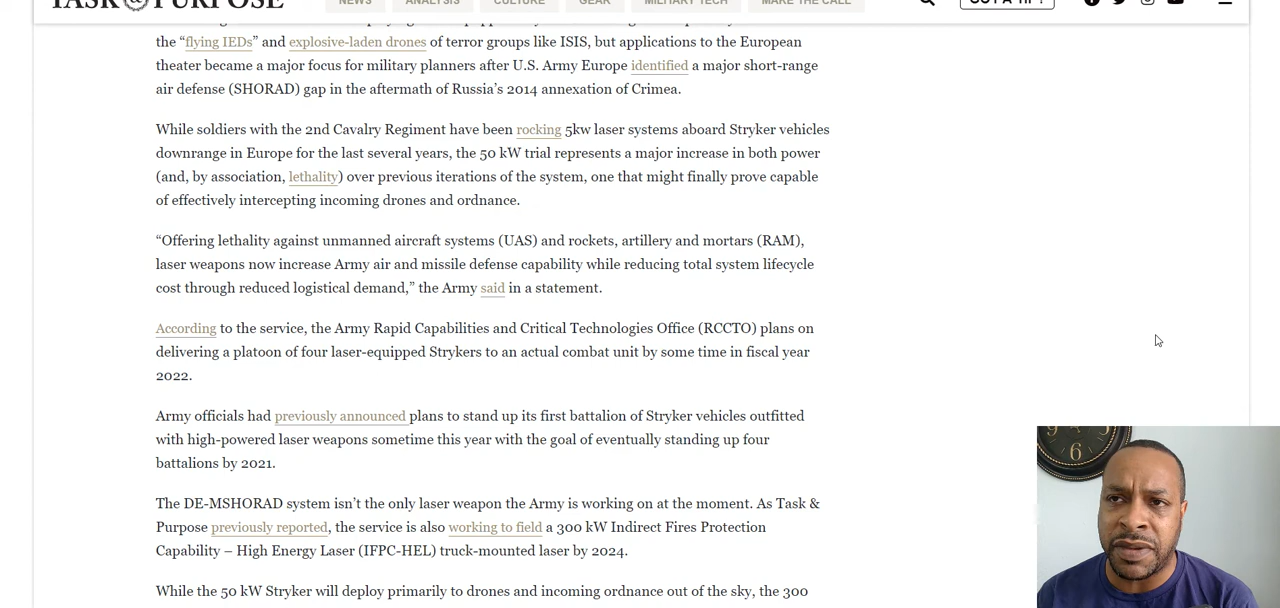 TASK & PURPOSE
NEWS
ANALYSIS
CULTURE
GEAR
MILITARY TECH
MAKE THE CALL
GOT A TIP?
the “flying IEDs” and explosive-laden drones of terror groups like ISIS, but applications to the European
theater became a major focus for military planners after U.S. Army Europe identified a major short-range
air defense (SHORAD) gap in the aftermath of Russia’s 2014 annexation of Crimea.
While soldiers with the 2nd Cavalry Regiment have been rocking 5kw laser systems aboard Stryker vehicles
downrange in Europe for the last several years, the 50 kW trial represents a major increase in both power
(and, by association, lethality) over previous iterations of the system, one that might finally prove capable
of effectively intercepting incoming drones and ordnance.
“Offering lethality against unmanned aircraft systems (UAS) and rockets, artillery and mortars (RAM),
laser weapons now increase Army air and missile defense capability while reducing total system lifecycle
cost through reduced logistical demand,” the Army said in a statement.
According to the service, the Army Rapid Capabilities and Critical Technologies Office (RCCTO) plans on
delivering a platoon of four laser-equipped Strykers to an actual combat unit by some time in fiscal year
2022.
Army officials had previously announced plans to stand up its first battalion of Stryker vehicles outfitted
with high-powered laser weapons sometime this year with the goal of eventually standing up four
battalions by 2021.
The DE-MSHORAD system isn’t the only laser weapon the Army is working on at the moment. As Task &
Purpose previously reported, the service is also working to field a 300 kW Indirect Fires Protection
Capability – High Energy Laser (IFPC-HEL) truck-mounted laser by 2024.
While the 50 kW Stryker will deploy primarily to drones and incoming ordnance out of the sky, the 300
6